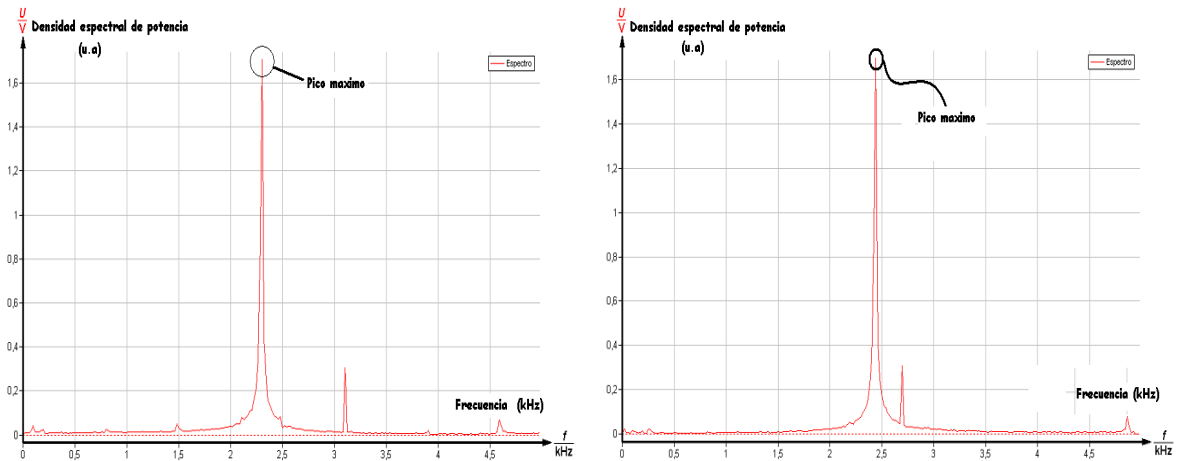 U
V
Densidad espectral de potencia
(u.a)
Espectro
Pico maximo
1,6
1,4
1,2
1
0,8
0,6
0,4
0,2
0
Frecuencia (kHz)
0 0,5 1 1,5 2 2,5 3 3,5 4 4,5
f
kHz
U
V
Densidad espectral de potencia
(u.a)
Espectro
Pico maximo
1,6
1,4
1,2
1
0,8
0,6
0,4
0,2
0
Frecuencia (kHz)
0 0,5 1 1,5 2 2,5 3 3,5 4 4,5
f
kHz